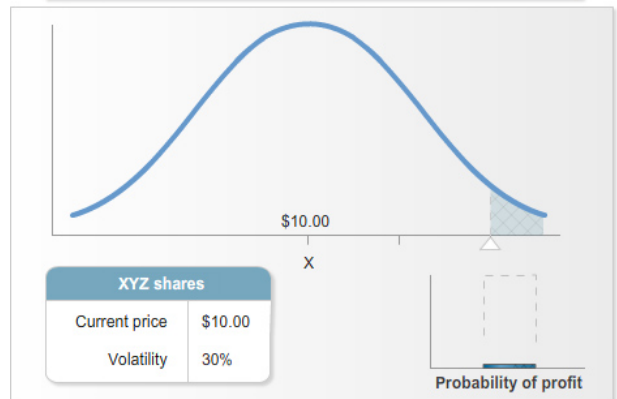 $10.00
X
XYZ shares
Current price $10.00
Volatility 30%
Probability of profit